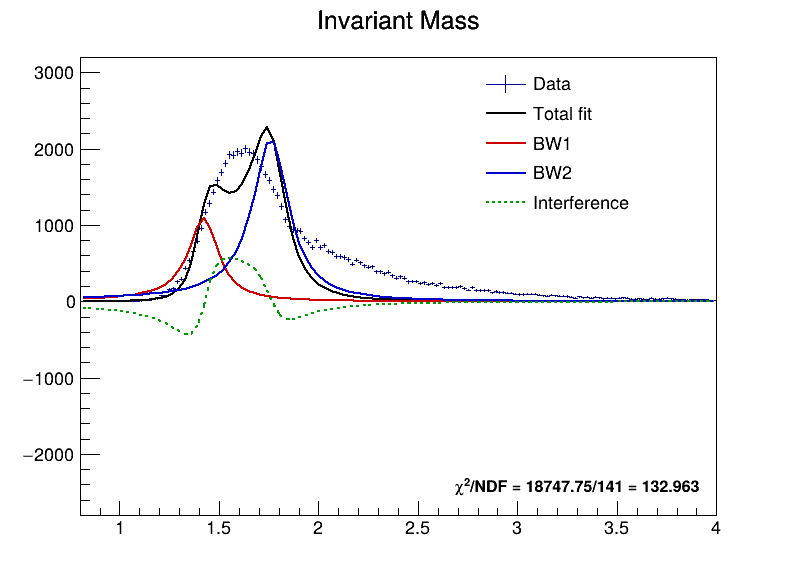 Invariant Mass
3000
2000
1000
0
−1000
−2000
1 1.5 2 2.5 3 3.5 4
Data
Total fit
BW1
BW2
Interference
χ²/NDF = 18747.75/141 = 132.963